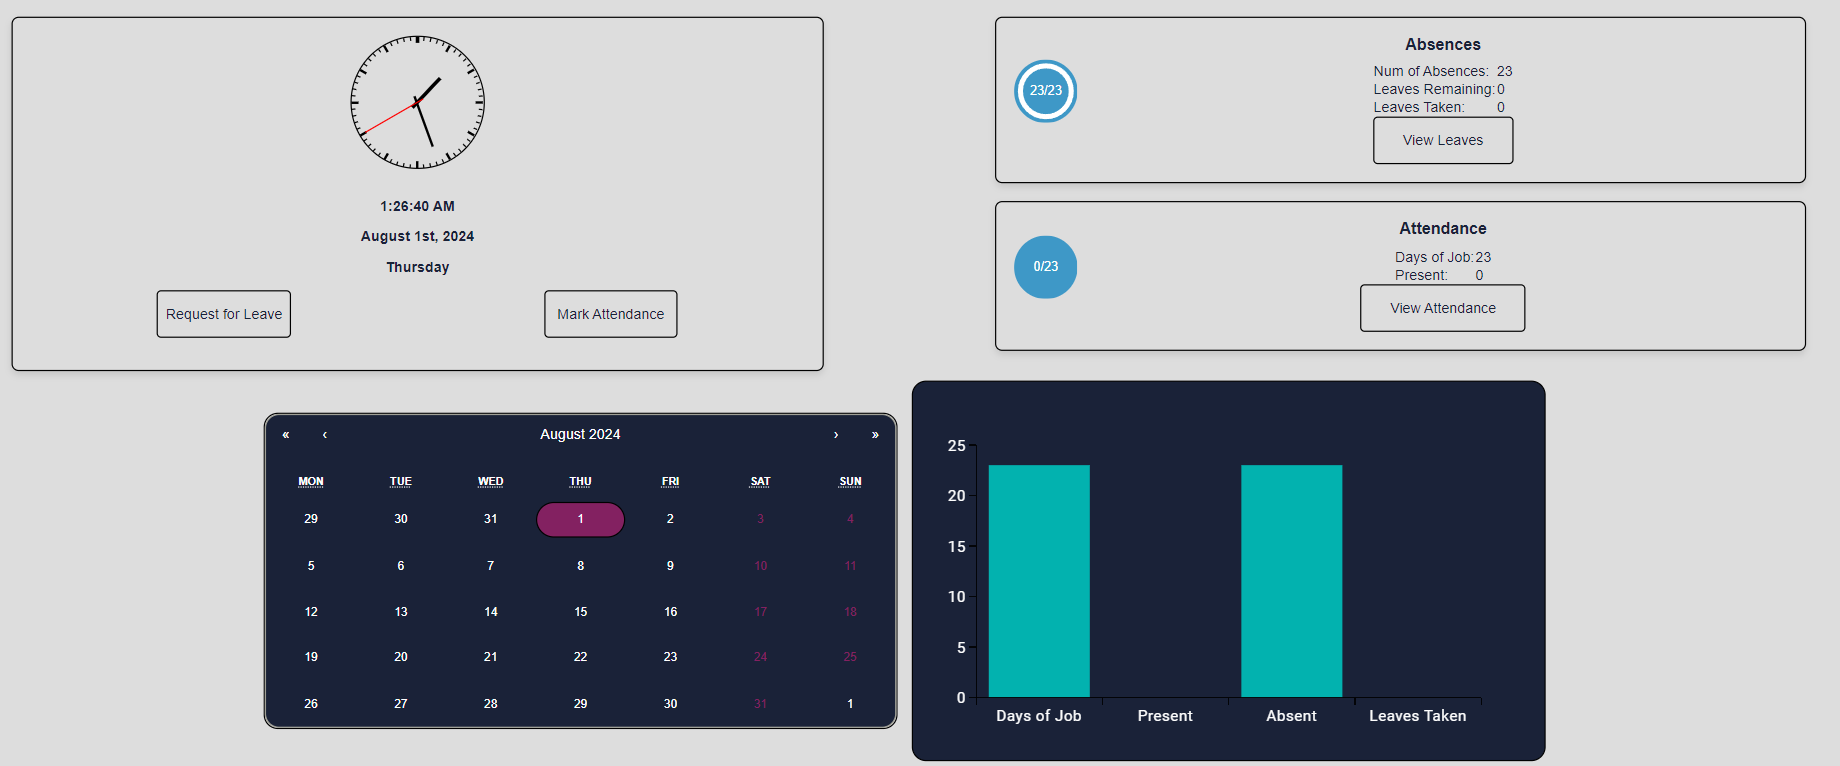 1:26:40 AM
August 1st, 2024
Thursday
Request for Leave
Mark Attendance
Absences
23/23
Num of Absences: 23
Leaves Remaining: 0
Leaves Taken: 0
View Leaves
Attendance
0/23
Days of Job: 23
Present: 0
View Attendance
« ‹ August 2024 › »
MON TUE WED THU FRI SAT SUN
29 30 31 1 2 3 4
5 6 7 8 9 10 11
12 13 14 15 16 17 18
19 20 21 22 23 24 25
26 27 28 29 30 31 1
25
20
15
10
5
0
Days of Job Present Absent Leaves Taken